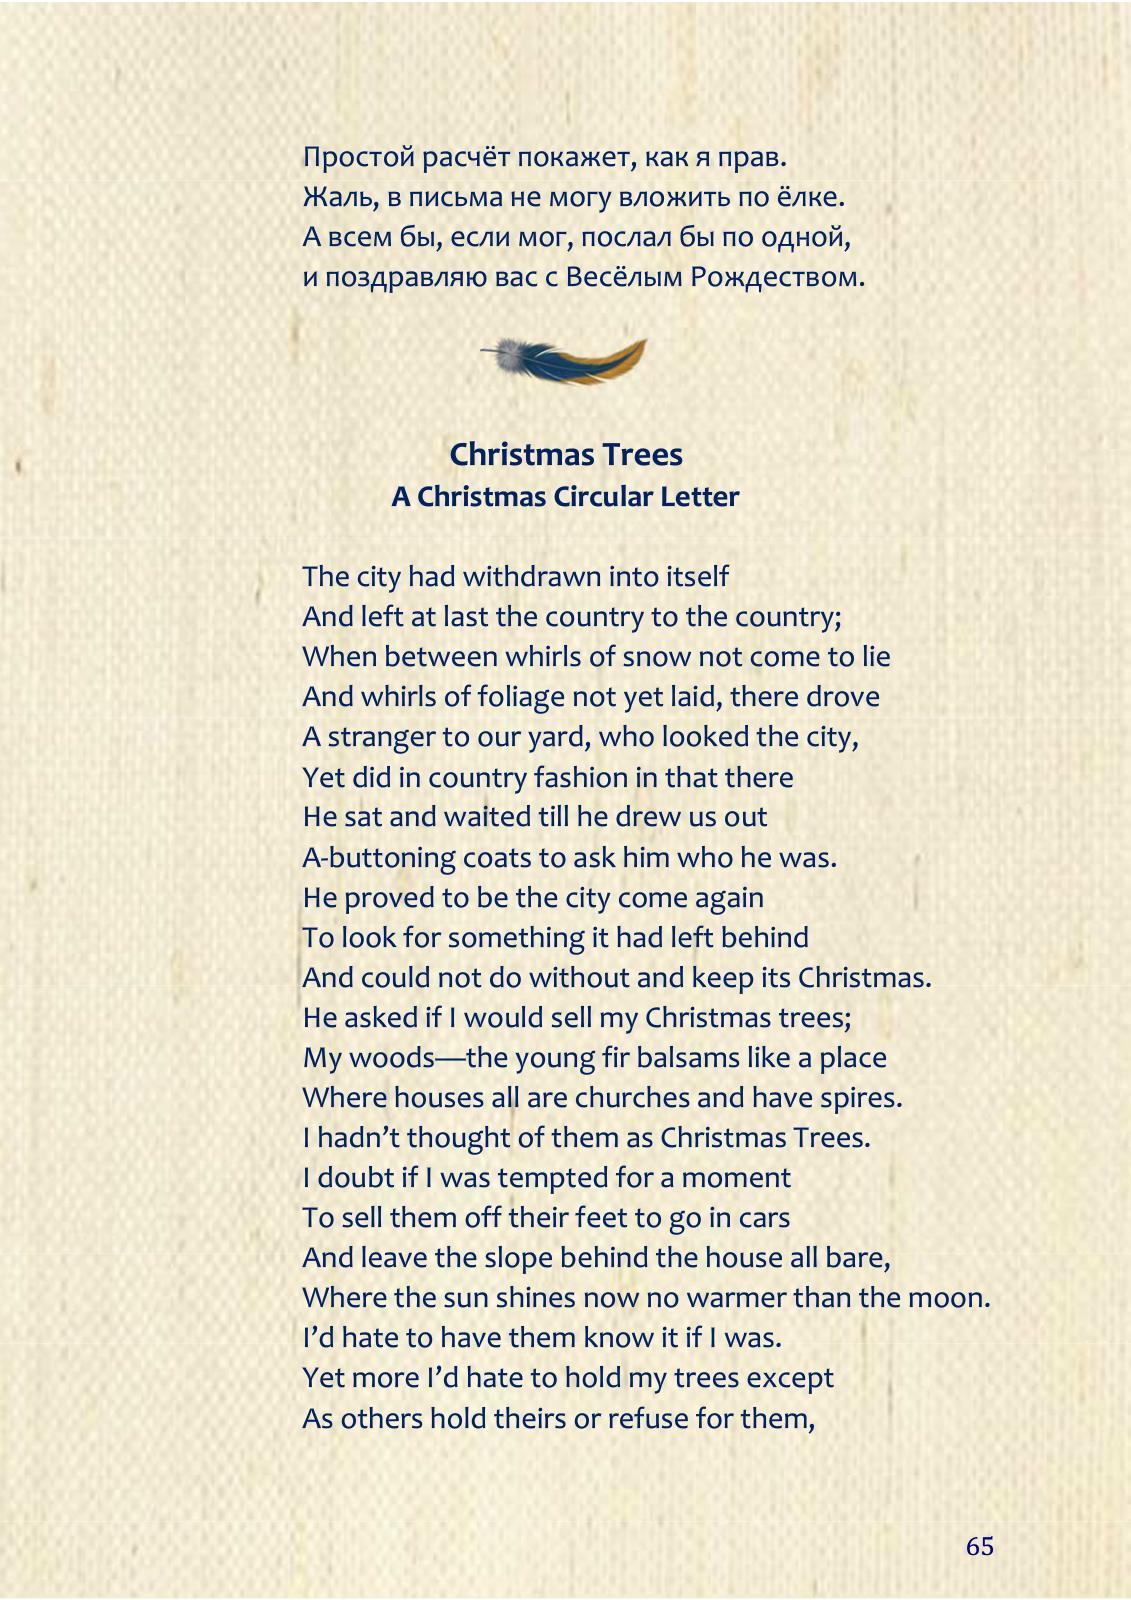 Простой расчёт покажет, как я прав.
Жаль, в письма не могу вложить по ёлке.
А всем бы, если мог, послал бы по одной,
и поздравляю вас с Весёлым Рождеством.
Christmas Trees
A Christmas Circular Letter
The city had withdrawn into itself
And left at last the country to the country;
When between whirls of snow not come to lie
And whirls of foliage not yet laid, there drove
A stranger to our yard, who looked the city,
Yet did in country fashion in that there
He sat and waited till he drew us out
A-buttoning coats to ask him who he was.
He proved to be the city come again
To look for something it had left behind
And could not do without and keep its Christmas.
He asked if I would sell my Christmas trees;
My woods—the young fir balsams like a place
Where houses all are churches and have spires.
I hadn’t thought of them as Christmas Trees.
I doubt if I was tempted for a moment
To sell them off their feet to go in cars
And leave the slope behind the house all bare,
Where the sun shines now no warmer than the moon.
I’d hate to have them know it if I was.
Yet more I’d hate to hold my trees except
As others hold theirs or refuse for them,
65